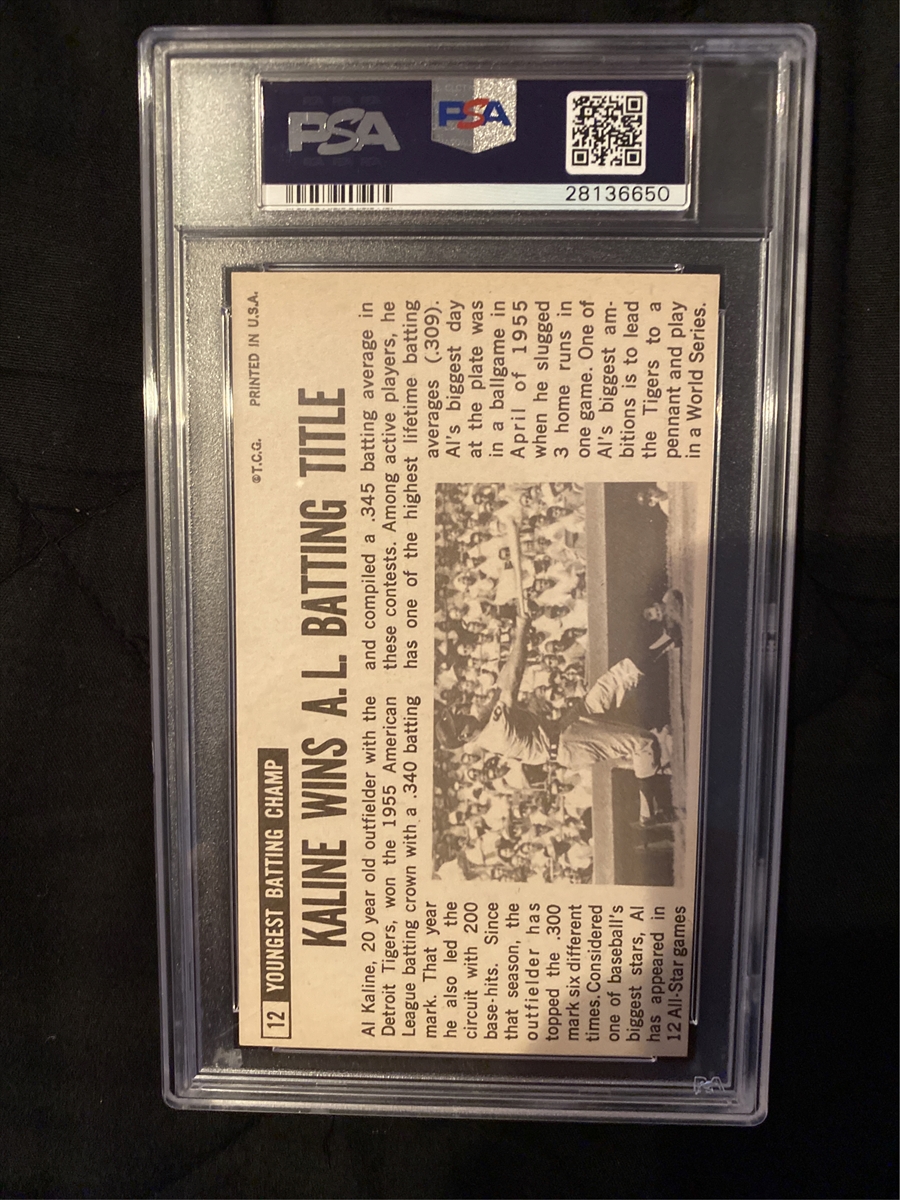 PSA
PSA
28136650
12 YOUNGEST BATTING CHAMP
©T.C.G. PRINTED IN U.S.A.
KALINE WINS A.L. BATTING TITLE
Al Kaline, 20 year old outfielder with the
Detroit Tigers, won the 1955 American
League batting crown with a .340 batting
mark. That year
he also led the
circuit with 200
base-hits. Since
that season, the
outfielder has
topped the .300
mark six different
times. Considered
one of baseball's
biggest stars, Al
has appeared in
12 All-Star games
and compiled a .345 batting average in
these contests. Among active players, he
has one of the highest lifetime batting
averages (.309).
Al's biggest day
at the plate was
in a ballgame in
April of 1955
when he slugged
3 home runs in
one game. One of
Al's biggest am-
bitions is to lead
the Tigers to a
pennant and play
in a World Series.